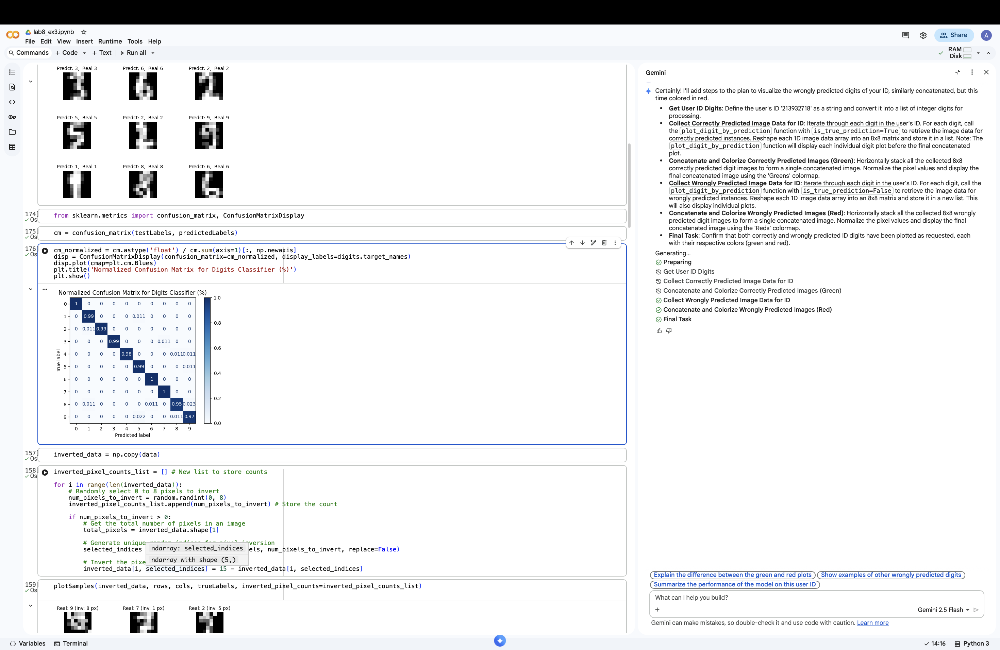 lab8_ex3.ipynb
File Edit View Insert Runtime Tools Help
Share
A
Commands + Code + Text Run all
RAM
Disk
Predct: 3, Real 3
Predct: 6, Real 6
Predct: 2, Real 2
Predct: 5, Real 5
Predct: 2, Real 2
Predct: 9, Real 9
Predct: 1, Real 1
Predct: 8, Real 8
Predct: 6, Real 6
174]
0s
from sklearn.metrics import confusion_matrix, ConfusionMatrixDisplay
175]
0s
cm = confusion_matrix(testLabels, predictedLabels)
176]
0s
cm_normalized = cm.astype('float') / cm.sum(axis=1)[:, np.newaxis]
disp = ConfusionMatrixDisplay(confusion_matrix=cm_normalized, display_labels=digits.target_names)
disp.plot(cmap=plt.cm.Blues)
plt.title('Normalized Confusion Matrix for Digits Classifier (%)')
plt.show()
Normalized Confusion Matrix for Digits Classifier (%)
True label
0 1 0 0 0 0 0 0 0 0 0
1 0 0.99 0 0 0 0.011 0 0 0 0
2 0 0.011 0.99 0 0 0 0 0 0 0
3 0 0 0 0.99 0 0 0 0.011 0 0
4 0 0 0 0 0.98 0 0 0 0.011 0.011
5 0 0 0 0 0 0.99 0 0 0 0.011
6 0 0 0 0 0 0 1 0 0 0
7 0 0 0 0 0 0 0 1 0 0
8 0 0.011 0 0 0 0 0.011 0 0.95 0.023
9 0 0 0 0 0 0.022 0 0 0.011 0.97
0 1 2 3 4 5 6 7 8 9
Predicted label
1.0
0.8
0.6
0.4
0.2
0.0
157]
0s
inverted_data = np.copy(data)
158]
0s
inverted_pixel_counts_list = [] # New list to store counts
for i in range(len(inverted_data)):
# Randomly select 0 to 8 pixels to invert
num_pixels_to_invert = random.randint(0, 8)
inverted_pixel_counts_list.append(num_pixels_to_invert) # Store the count
if num_pixels_to_invert > 0:
# Get the total number of pixels in an image
total_pixels = inverted_data.shape[1]
# Generate unique random indices for pixel inversion
selected_indices els, num_pixels_to_invert, replace=False)
ndarray: selected_indices
ndarray with shape (5,)
# Invert the pixe
inverted_data[i, selected_indices] = 15 - inverted_data[i, selected_indices]
159]
0s
plotSamples(inverted_data, rows, cols, trueLabels, inverted_pixel_counts=inverted_pixel_counts_list)
Real: 9 (Inv: 8 px)
Real: 7 (Inv: 1 px)
Real: 2 (Inv: 5 px)
Gemini
Certainly! I'll add steps to the plan to visualize the wrongly predicted digits of your ID, similarly concatenated, but this
time colored in red.
• Get User ID Digits: Define the user's ID '213932718' as a string and convert it into a list of integer digits for
processing.
• Collect Correctly Predicted Image Data for ID: Iterate through each digit in the user's ID. For each digit, call
the plot_digit_by_prediction function with is_true_prediction=True to retrieve the image data for
correctly predicted instances. Reshape each 1D image data array into an 8x8 matrix and store it in a list. Note: The
plot_digit_by_prediction function will display each individual digit plot before the final concatenated
plot.
• Concatenate and Colorize Correctly Predicted Images (Green): Horizontally stack all the collected 8x8
correctly predicted digit images to form a single concatenated image. Normalize the pixel values and display the
final concatenated image using the 'Greens' colormap.
• Collect Wrongly Predicted Image Data for ID: Iterate through each digit in the user's ID. For each digit, call the
plot_digit_by_prediction function with is_true_prediction=False to retrieve the image data for
wrongly predicted instances. Reshape each 1D image data array into an 8x8 matrix and store it in a new list. This
will also display individual plots.
• Concatenate and Colorize Wrongly Predicted Images (Red): Horizontally stack all the collected 8x8 wrongly
predicted digit images to form a single concatenated image. Normalize the pixel values and display the final
concatenated image using the 'Reds' colormap.
• Final Task: Confirm that both correctly and wrongly predicted ID digits have been plotted as requested, each
with their respective colors (green and red).
Generating...
Preparing
Get User ID Digits
Collect Correctly Predicted Image Data for ID
Concatenate and Colorize Correctly Predicted Images (Green)
Collect Wrongly Predicted Image Data for ID
Concatenate and Colorize Wrongly Predicted Images (Red)
Final Task
Explain the difference between the green and red plots
Show examples of other wrongly predicted digits
Summarize the performance of the model on this user ID
What can I help you build?
+
Gemini 2.5 Flash
Gemini can make mistakes, so double-check it and use code with caution. Learn more
Variables Terminal
14:16 Python 3